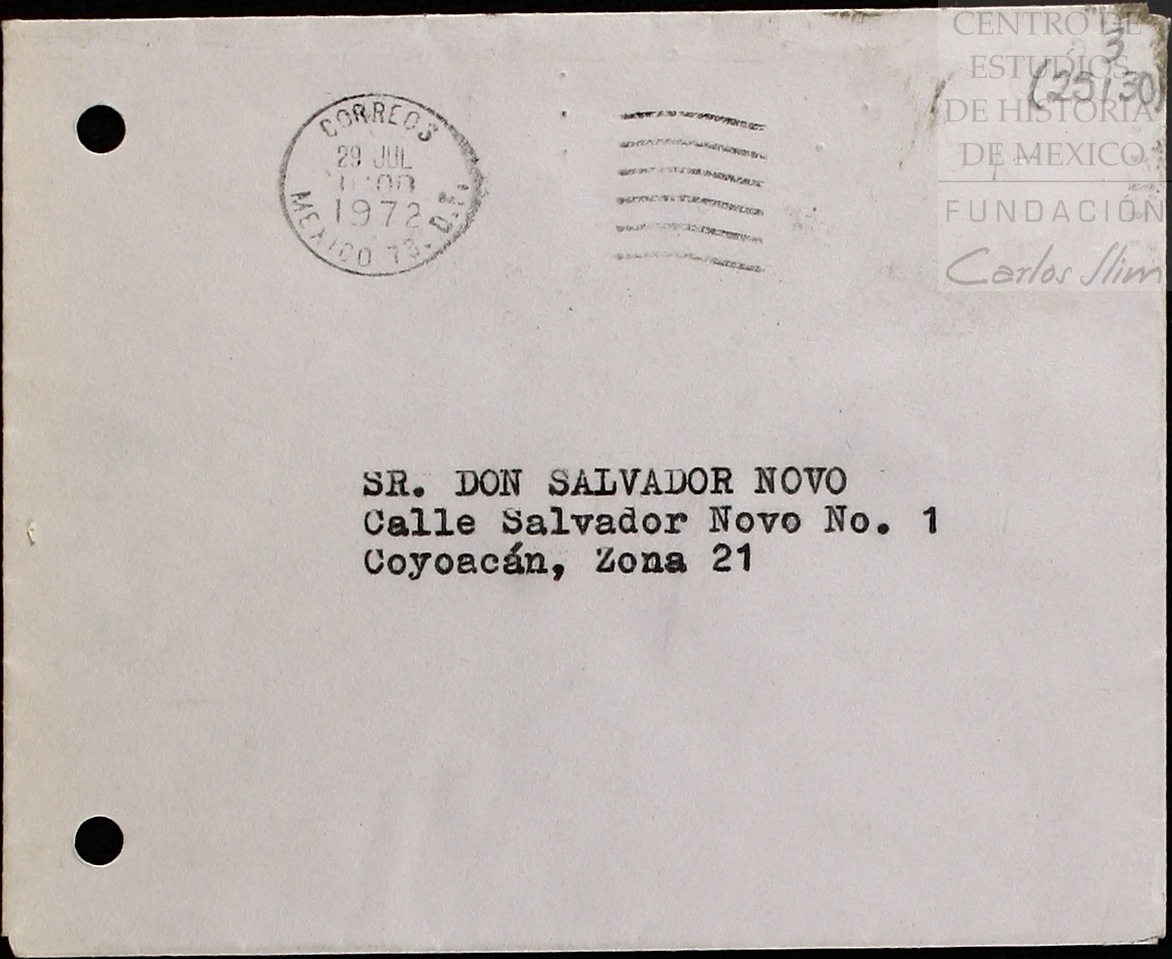 CENTRO DE
ESTUDIOS
DE HISTORIA
DE MEXICO
FUNDACIÓN
Carlos Slim
3
CORREOS
29 JUL
1972
MEXICO D.F.
SR. DON SALVADOR NOVO
Calle Salvador Novo No. 1
Coyoacán, Zona 21